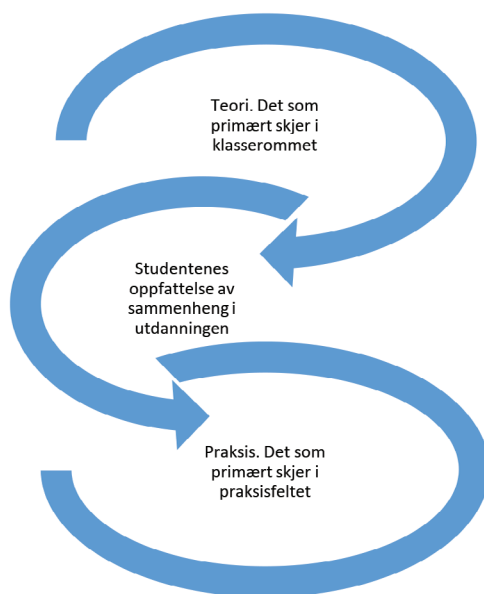 Teori. Det som
primært skjer i
klasserommet
Studentenes
oppfattelse av
sammenheng i
utdanningen
Praksis. Det som
primært skjer i
praksisfeltet